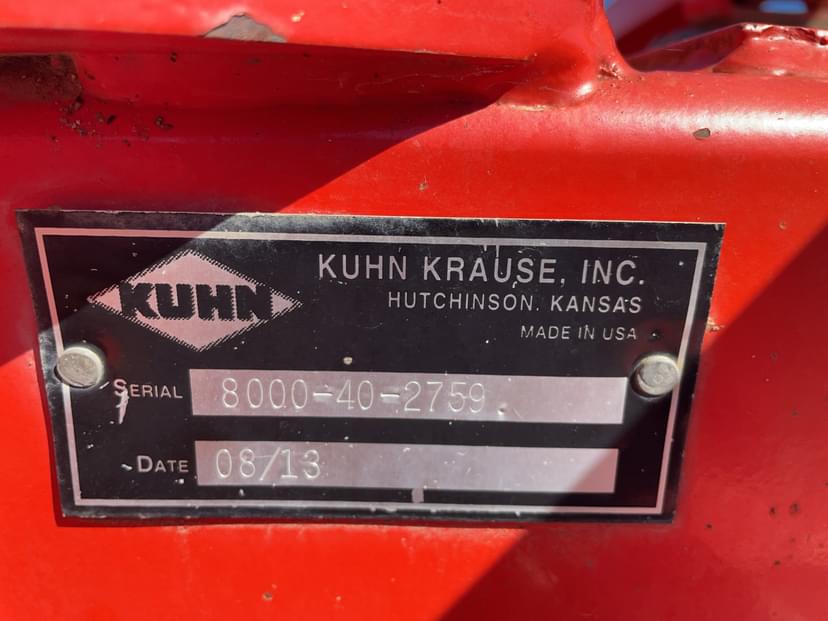 KUHN
KUHN KRAUSE, INC.
HUTCHINSON, KANSAS
MADE IN USA
SERIAL 8000-40-2759
DATE 08/13